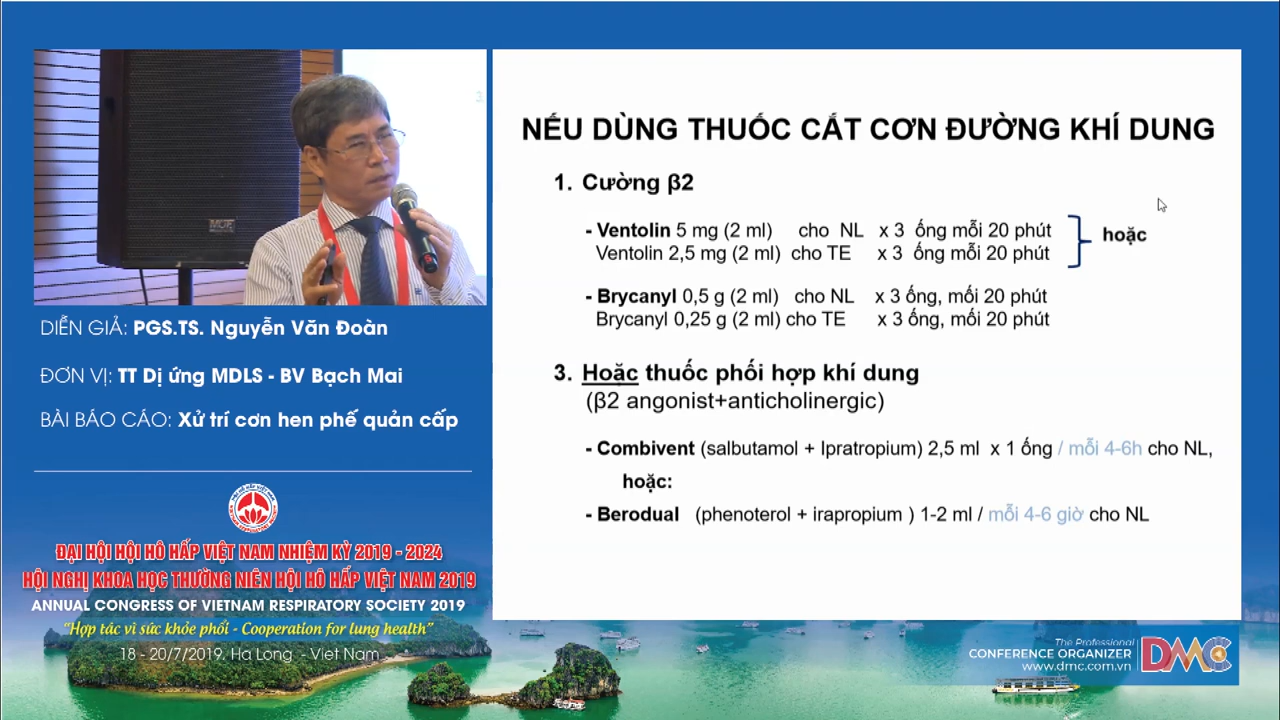 NẾU DÙNG THUỐC CẮT CƠN ĐƯỜNG KHÍ DUNG
1. Cường β2
- Ventolin 5 mg (2 ml) cho NL x 3 ống mỗi 20 phút
Ventolin 2,5 mg (2 ml) cho TE x 3 ống mỗi 20 phút
hoặc
- Brycanyl 0,5 g (2 ml) cho NL x 3 ống, mối 20 phút
Brycanyl 0,25 g (2 ml) cho TE x 3 ống, mối 20 phút
3. Hoặc thuốc phối hợp khí dung
(β2 angonist+anticholinergic)
- Combivent (salbutamol + Ipratropium) 2,5 ml x 1 ống / mỗi 4-6h cho NL,
hoặc:
- Berodual (phenoterol + irapropium ) 1-2 ml / mỗi 4-6 giờ cho NL
DIỄN GIẢ: PGS.TS. Nguyễn Văn Đoàn
ĐƠN VỊ: TT Dị ứng MDLS - BV Bạch Mai
BÀI BÁO CÁO: Xử trí cơn hen phế quản cấp
ĐẠI HỘI HỘI HÔ HẤP VIỆT NAM NHIỆM KỲ 2019 - 2024
HỘI NGHỊ KHOA HỌC THƯỜNG NIÊN HỘI HÔ HẤP VIỆT NAM 2019
ANNUAL CONGRESS OF VIETNAM RESPIRATORY SOCIETY 2019
“Hợp tác vì sức khỏe phổi - Cooperation for lung health”
18 - 20/7/2019. Ha Long - Viet Nam
The Professional
CONFERENCE ORGANIZER
www.dmc.com.vn
DMC